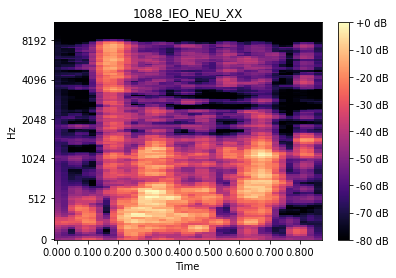 1088_IEO_NEU_XX
+0 dB
8192
-10 dB
4096
-20 dB
-30 dB
2048
Hz
-40 dB
1024
-50 dB
512
-60 dB
-70 dB
0
-80 dB
0.000 0.100 0.200 0.300 0.400 0.500 0.600 0.700 0.800
Time